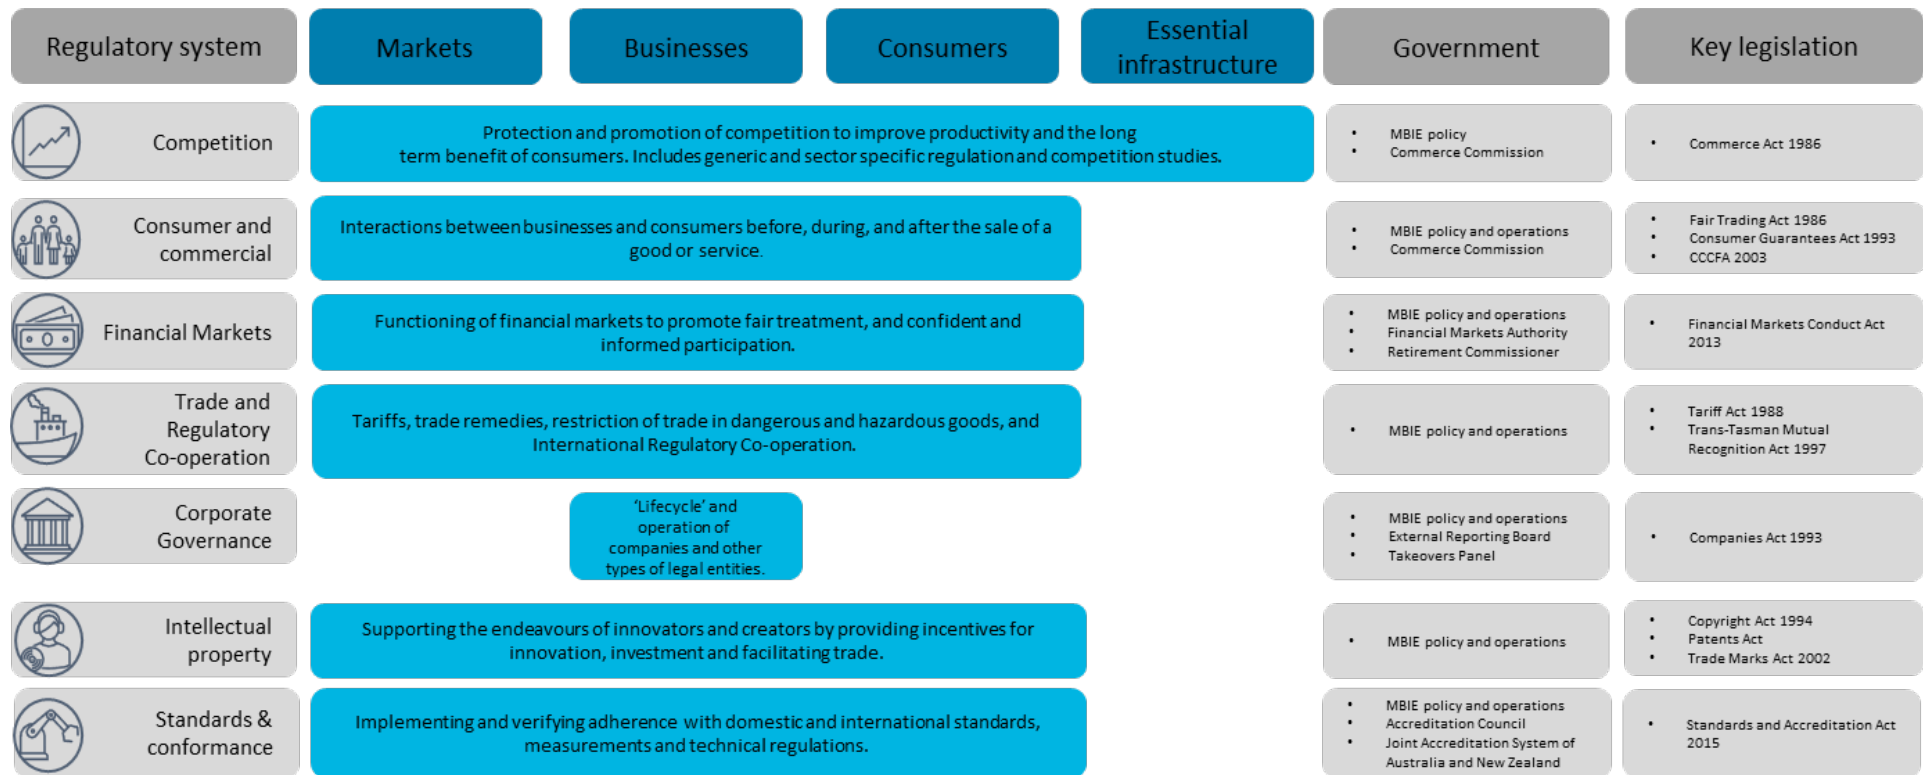 Regulatory system
Markets
Businesses
Consumers
Essential
infrastructure
Government
Key legislation
Competition
Protection and promotion of competition to improve productivity and the long
term benefit of consumers. Includes generic and sector specific regulation and competition studies.
• MBIE policy
• Commerce Commission
• Commerce Act 1986
Consumer and
commercial
Interactions between businesses and consumers before, during, and after the sale of a
good or service.
• MBIE policy and operations
• Commerce Commission
• Fair Trading Act 1986
• Consumer Guarantees Act 1993
• CCCFA 2003
Financial Markets
Functioning of financial markets to promote fair treatment, and confident and
informed participation.
• MBIE policy and operations
• Financial Markets Authority
• Retirement Commissioner
• Financial Markets Conduct Act
2013
Trade and
Regulatory
Co-operation
Tariffs, trade remedies, restriction of trade in dangerous and hazardous goods, and
International Regulatory Co-operation.
• MBIE policy and operations
• Tariff Act 1988
• Trans-Tasman Mutual
Recognition Act 1997
Corporate
Governance
‘Lifecycle’ and
operation of
companies and other
types of legal entities.
• MBIE policy and operations
• External Reporting Board
• Takeovers Panel
• Companies Act 1993
Intellectual
property
Supporting the endeavours of innovators and creators by providing incentives for
innovation, investment and facilitating trade.
• MBIE policy and operations
• Copyright Act 1994
• Patents Act
• Trade Marks Act 2002
Standards &
conformance
Implementing and verifying adherence with domestic and international standards,
measurements and technical regulations.
• MBIE policy and operations
• Accreditation Council
• Joint Accreditation System of
Australia and New Zealand
• Standards and Accreditation Act
2015